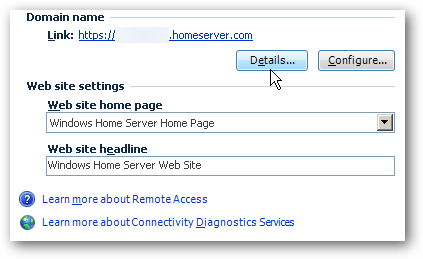 Domain name
Link: https:// .homeserver.com
Details... Configure...
Web site settings
Web site home page
Windows Home Server Home Page
Web site headline
Windows Home Server Web Site
Learn more about Remote Access
Learn more about Connectivity Diagnostics Services